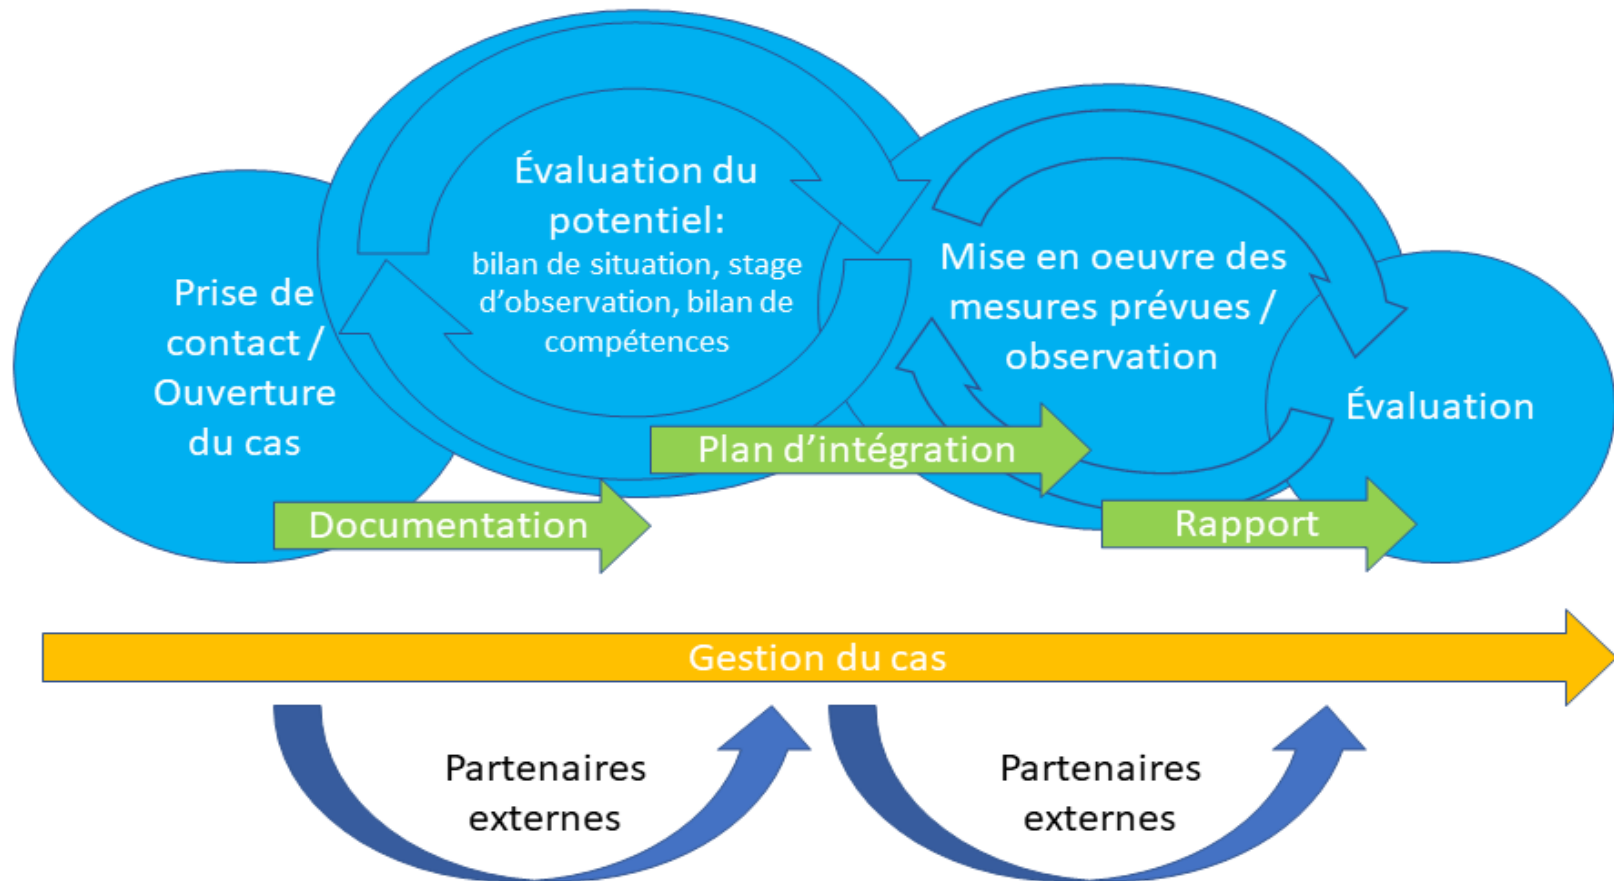 Prise de
contact /
Ouverture
du cas
Évaluation du
potentiel:
bilan de situation, stage
d’observation, bilan de
compétences
Mise en oeuvre des
mesures prévues /
observation
Évaluation
Documentation
Plan d’intégration
Rapport
Gestion du cas
Partenaires
externes
Partenaires
externes